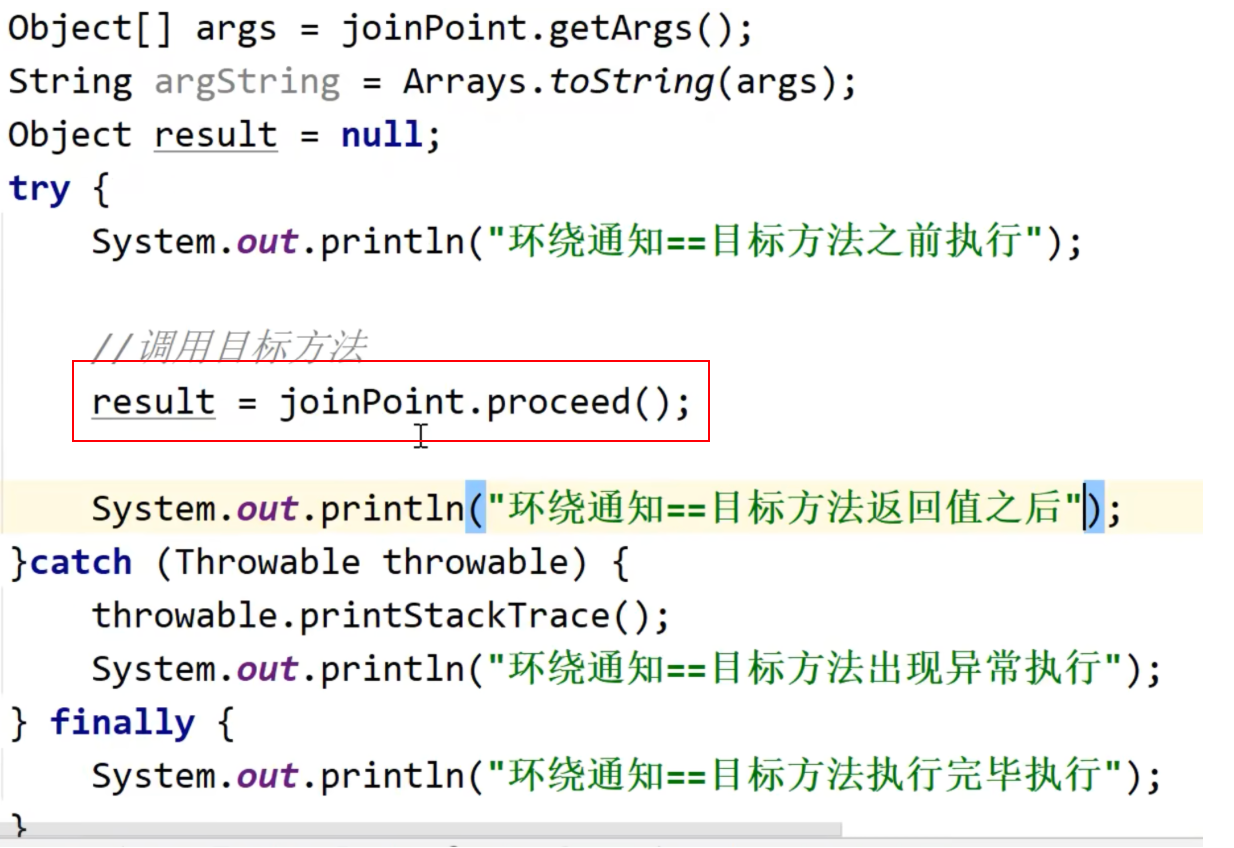 Object[] args = joinPoint.getArgs();
String argString = Arrays.toString(args);
Object result = null;
try {
System.out.println("环绕通知==目标方法之前执行");
//调用目标方法
result = joinPoint.proceed();
System.out.println("环绕通知==目标方法返回值之后");
}catch (Throwable throwable) {
throwable.printStackTrace();
System.out.println("环绕通知==目标方法出现异常执行");
} finally {
System.out.println("环绕通知==目标方法执行完毕执行");
}